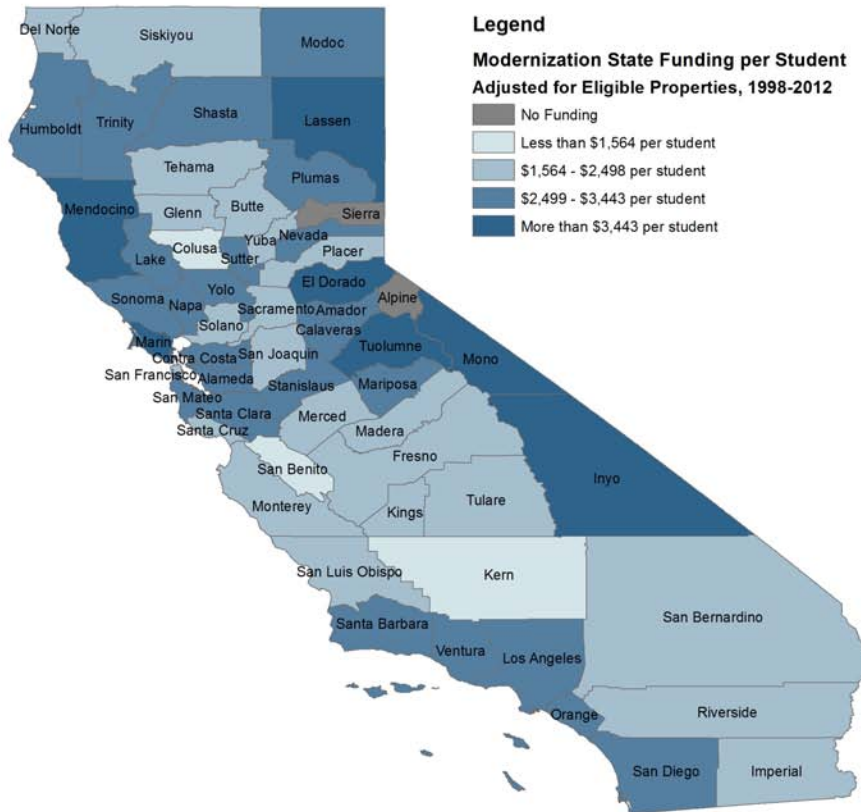 Legend
Modernization State Funding per Student
Adjusted for Eligible Properties, 1998-2012
No Funding
Less than $1,564 per student
$1,564 - $2,498 per student
$2,499 - $3,443 per student
More than $3,443 per student
Del Norte
Siskiyou
Modoc
Humboldt
Trinity
Shasta
Lassen
Tehama
Plumas
Mendocino
Glenn
Butte
Sierra
Colusa
Yuba
Nevada
Lake
Sutter
Placer
Sonoma
Napa
Yolo
El Dorado
Alpine
Sacramento
Amador
Solano
Calaveras
Marin
Contra Costa
San Joaquin
Tuolumne
Mono
San Francisco
Alameda
Stanislaus
Mariposa
San Mateo
Santa Clara
Merced
Santa Cruz
Madera
San Benito
Fresno
Inyo
Monterey
Kings
Tulare
San Luis Obispo
Kern
San Bernardino
Santa Barbara
Ventura
Los Angeles
Orange
Riverside
San Diego
Imperial